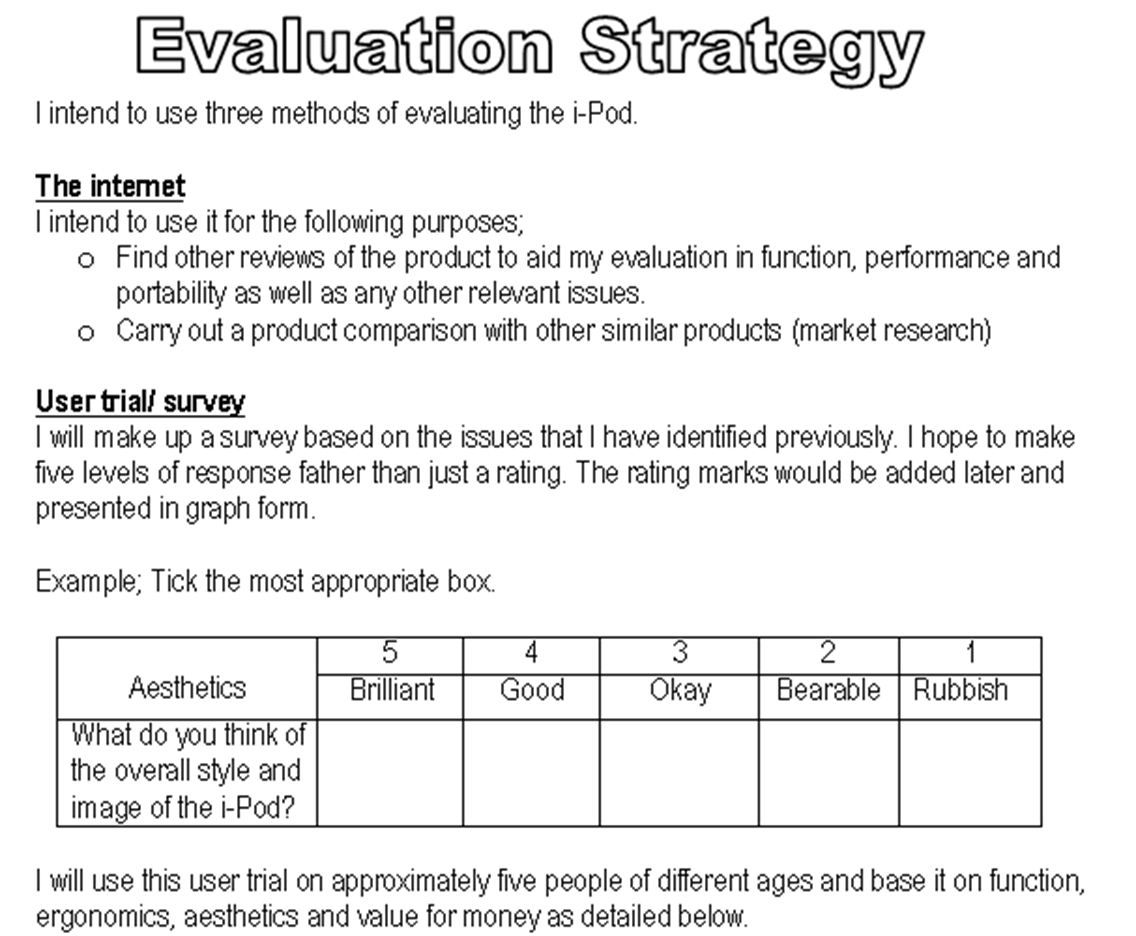 Evaluation Strategy
I intend to use three methods of evaluating the i-Pod.
The internet
I intend to use it for the following purposes;
o Find other reviews of the product to aid my evaluation in function, performance and
portability as well as any other relevant issues.
o Carry out a product comparison with other similar products (market research)
User trial/ survey
I will make up a survey based on the issues that I have identified previously. I hope to make
five levels of response father than just a rating. The rating marks would be added later and
presented in graph form.
Example; Tick the most appropriate box.
5 4 3 2 1
Aesthetics Brilliant Good Okay Bearable Rubbish
What do you think of
the overall style and
image of the i-Pod?
I will use this user trial on approximately five people of different ages and base it on function,
ergonomics, aesthetics and value for money as detailed below.